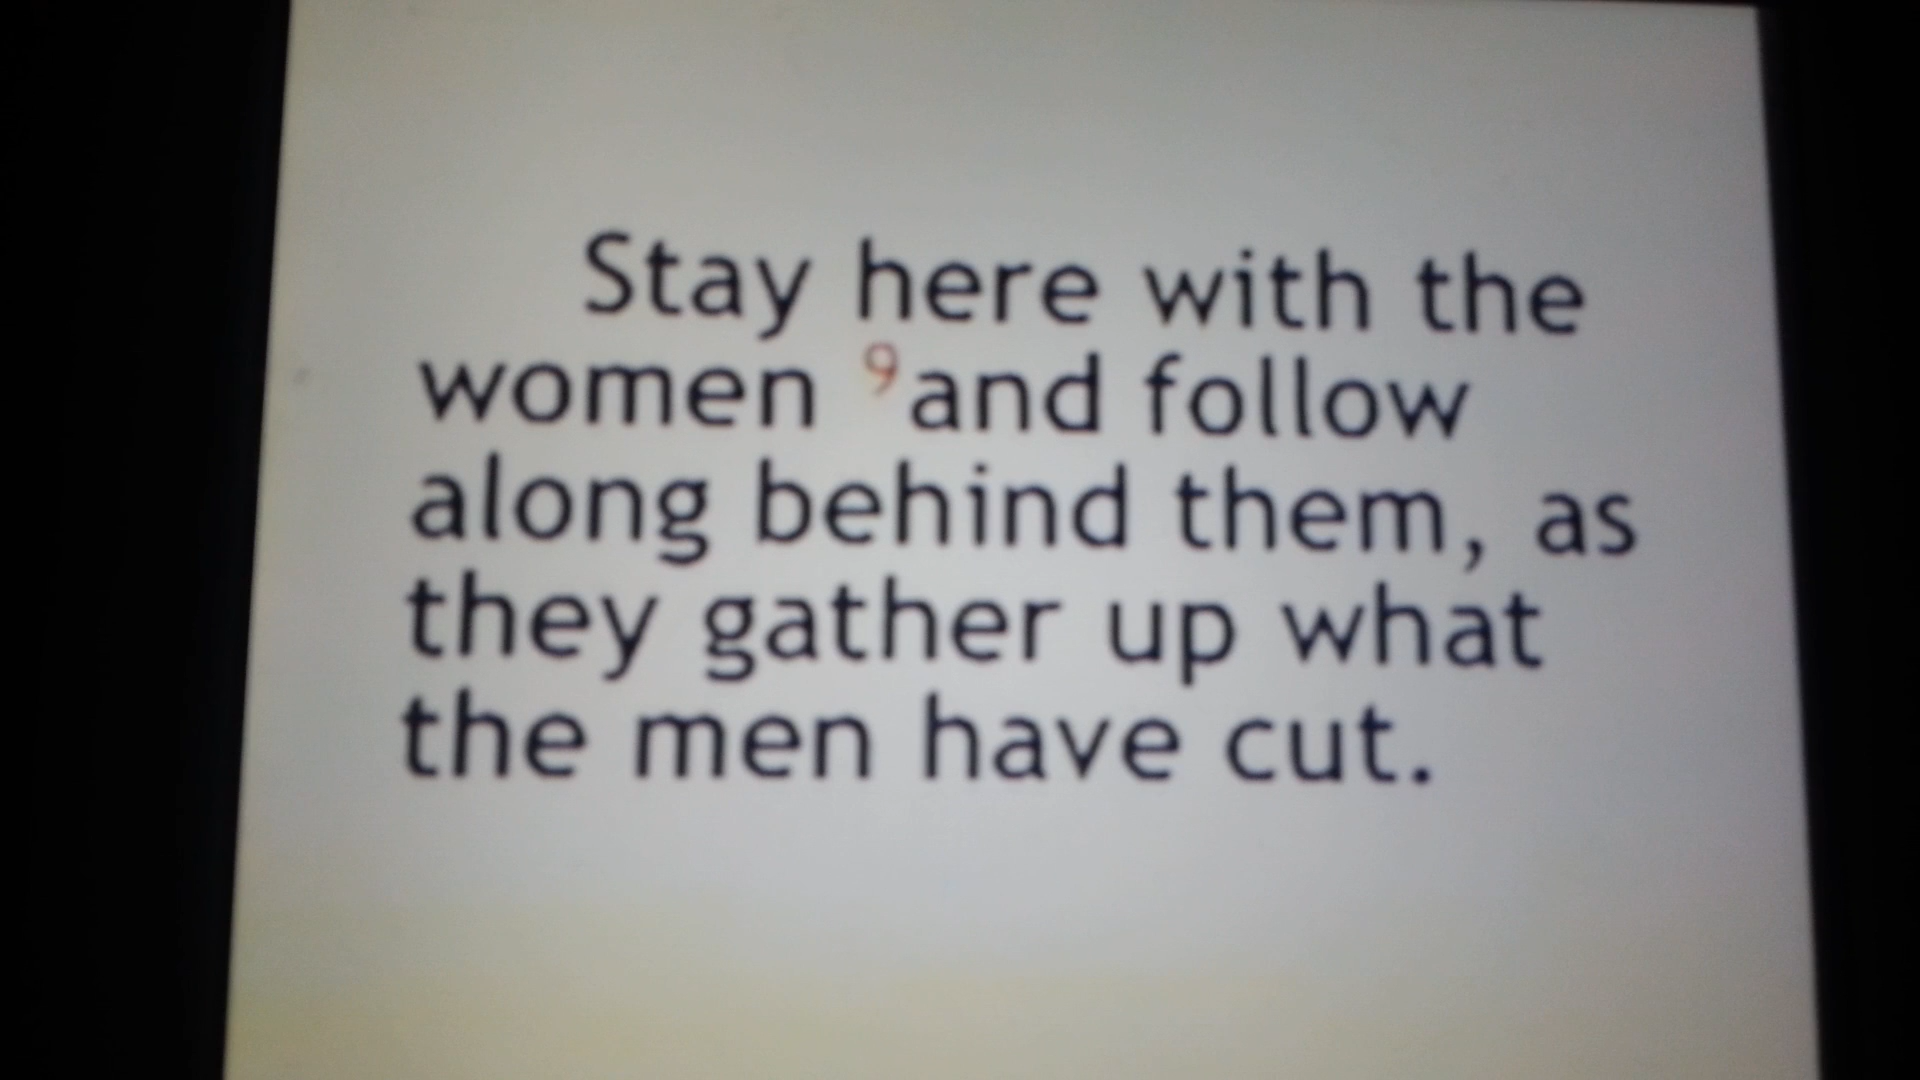 Stay here with the
women ⁹and follow
along behind them, as
they gather up what
the men have cut.